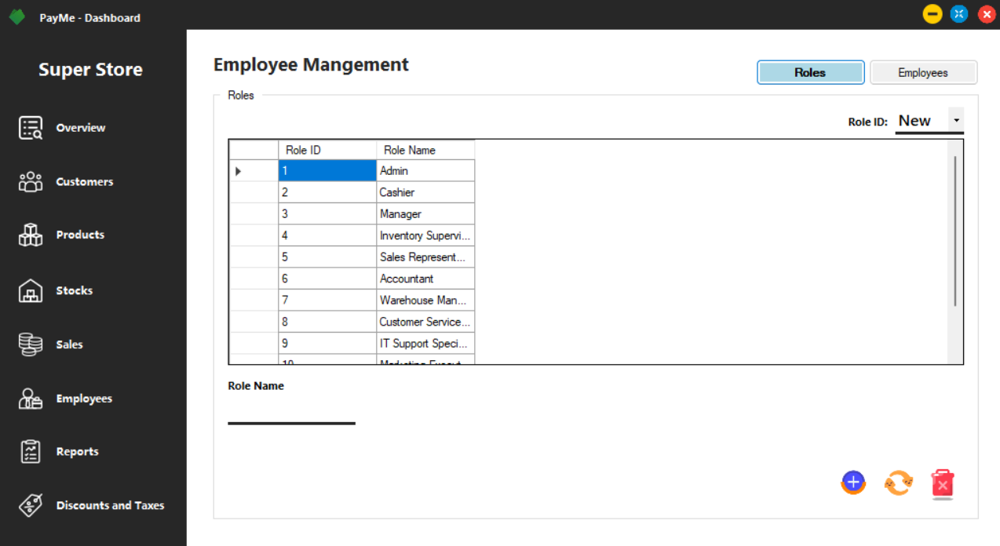 PayMe - Dashboard
Super Store
Overview
Customers
Products
Stocks
Sales
Employees
Reports
Discounts and Taxes
Employee Mangement
Roles
Employees
Roles
Role ID: New
Role ID Role Name
1 Admin
2 Cashier
3 Manager
4 Inventory Supervi...
5 Sales Represent...
6 Accountant
7 Warehouse Man...
8 Customer Service...
9 IT Support Speci...
10 Marketing Execut...
Role Name